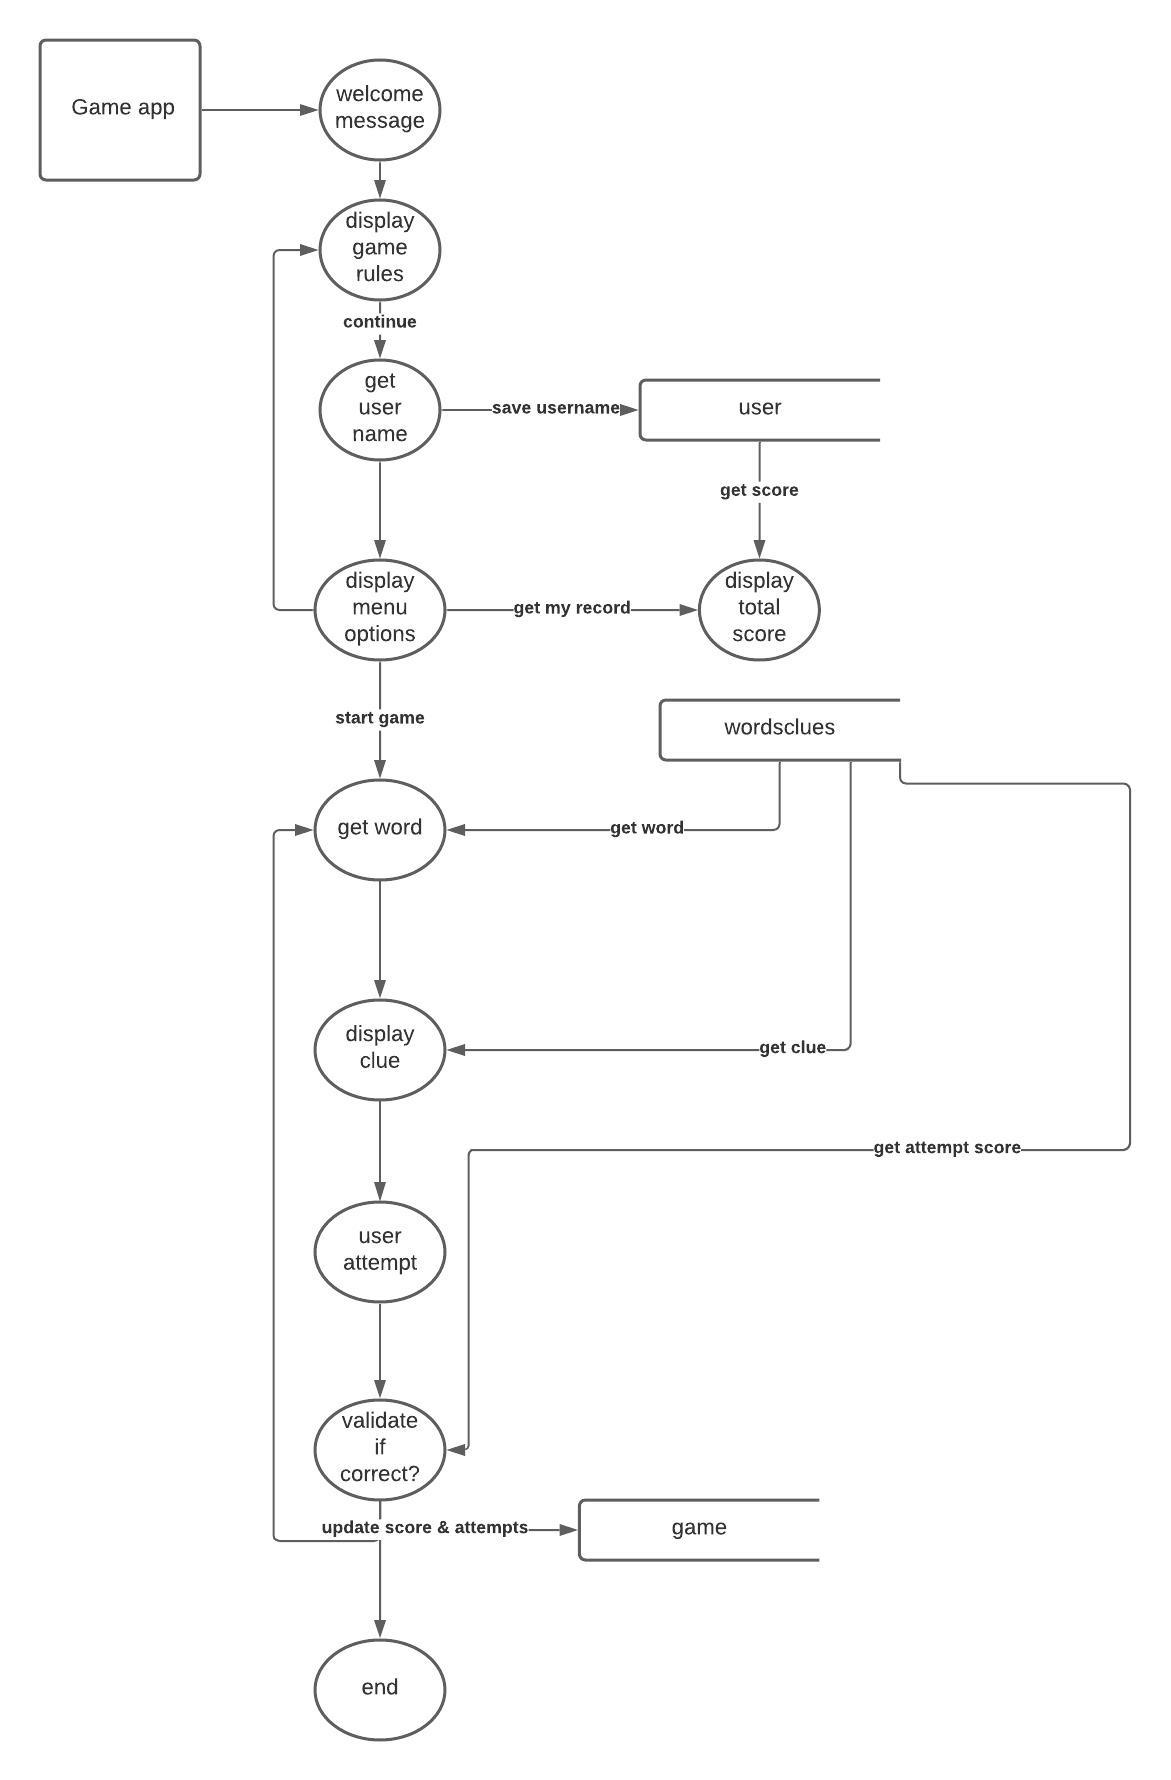 Game app
welcome
message
display
game
rules
continue
get
user
name
save username
user
get score
display
menu
options
get my record
display
total
score
start game
wordsclues
get word
get word
display
clue
get clue
get attempt score
user
attempt
validate
if
correct?
update score & attempts
game
end